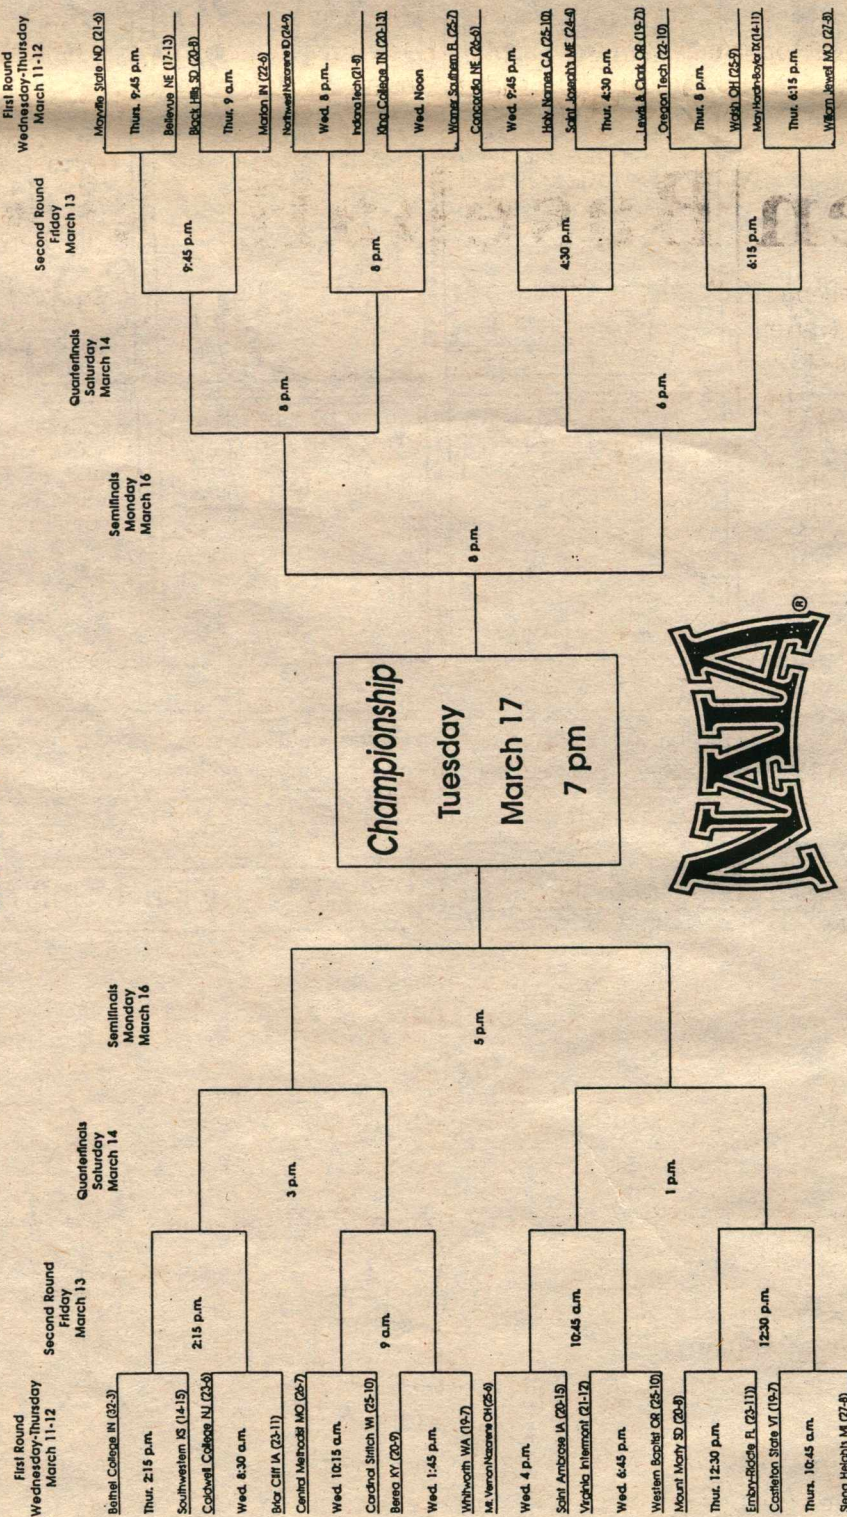 First Round
Wednesday-Thursday
March 11-12
Second Round
Friday
March 13
Quarterfinals
Saturday
March 14
Semifinals
Monday
March 16
Semifinals
Monday
March 16
Quarterfinals
Saturday
March 14
Second Round
Friday
March 13
First Round
Wednesday-Thursday
March 11-12
Bethel College IN (32-3)
Thur. 2:15 p.m.
Southwestern KS (14-15)
Caldwell College NJ (23-6)
Wed. 8:30 a.m.
Briar Cliff IA (23-11)
Central Methodist MO (26-7)
Wed. 10:15 a.m.
Cardinal Stritch WI (25-10)
Berea KY (20-9)
Wed. 1:45 p.m.
Whitworth WA (19-7)
Mt. Vernon Nazarene OH (25-6)
Wed. 4 p.m.
Saint Ambrose IA (20-15)
Virginia Intermont (21-12)
Wed. 6:45 p.m.
Western Baptist OR (25-10)
Mount Marty SD (20-8)
Thur. 12:30 p.m.
Embry-Riddle FL (23-11))
Castleton State VT (19-7)
Thurs. 10:45 a.m.
Siena Heights MI (27-8)
2:15 p.m.
9 a.m.
10:45 a.m.
12:30 p.m.
3 p.m.
1 p.m.
5 p.m.
Championship
Tuesday
March 17
7 pm
NAIA®
8 p.m.
8 p.m.
6 p.m.
9:45 p.m.
8 p.m.
4:30 p.m.
6:15 p.m.
Mayville State ND (21-6)
Thurs. 9:45 p.m.
Bellevue NE (17-13)
Black Hills SD (20-8)
Thur. 9 a.m.
Marian IN (22-6)
Northwest Nazarene ID (24-9)
Wed. 8 p.m.
Indiana Tech (21-8)
King College TN (20-13)
Wed. Noon
Warner Southern FL (25-7)
Concordia NE (26-6)
Wed. 9:45 p.m.
Holy Names CA (25-10)
Saint Joseph's ME (24-4)
Thur. 4:30 p.m.
Lewis & Clark OR (19-7))
Oregon Tech (22-10)
Thur. 8 p.m.
Walsh OH (25-9)
Mary Hardin-Baylor TX (14-11)
Thur. 6:15 p.m.
William Jewell MO (27-8)